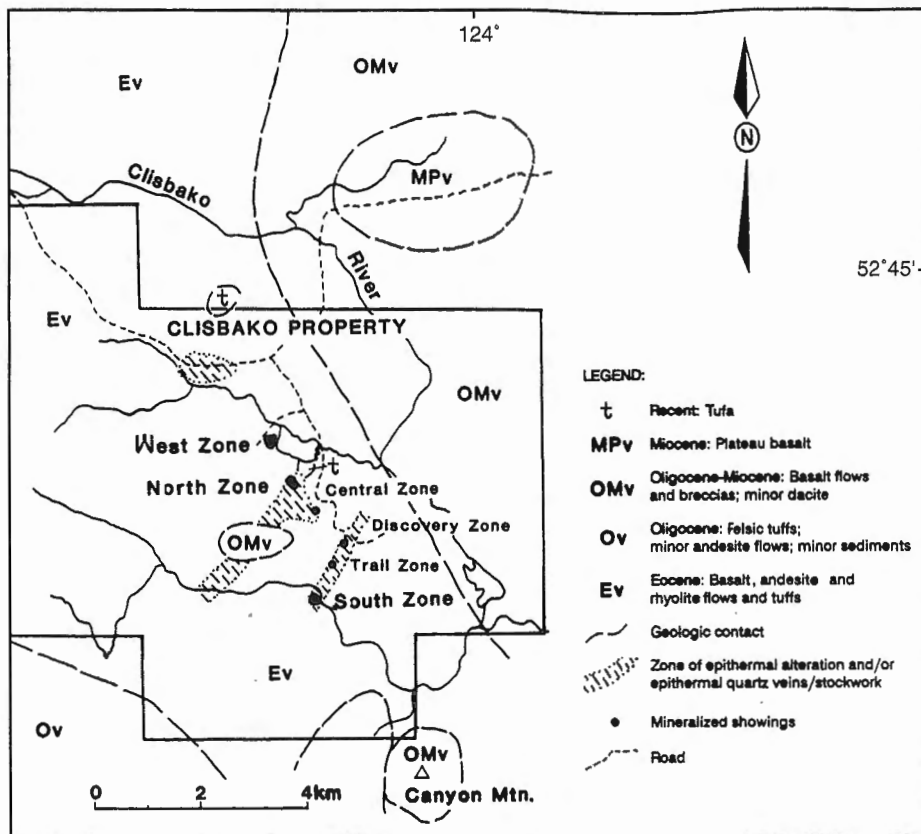 124°
OMv
Ev
N
Clisbako
MPv
River
52°45'
t
CLISBAKO PROPERTY
Ev
OMv
West Zone
t
North Zone
Central Zone
Discovery Zone
OMv
Trail Zone
South Zone
Ev
Ov
OMv
Canyon Mtn.
0 2 4km
LEGEND:
t Recent: Tufa
MPv Miocene: Plateau basalt
OMv Oligocene-Miocene: Basalt flows
and breccias; minor dacite
Ov Oligocene: Felsic tuffs;
minor andesite flows; minor sediments
Ev Eocene: Basalt, andesite and
rhyolite flows and tuffs
Geologic contact
Zone of epithermal alteration and/or
epithermal quartz veins/stockwork
Mineralized showings
Road